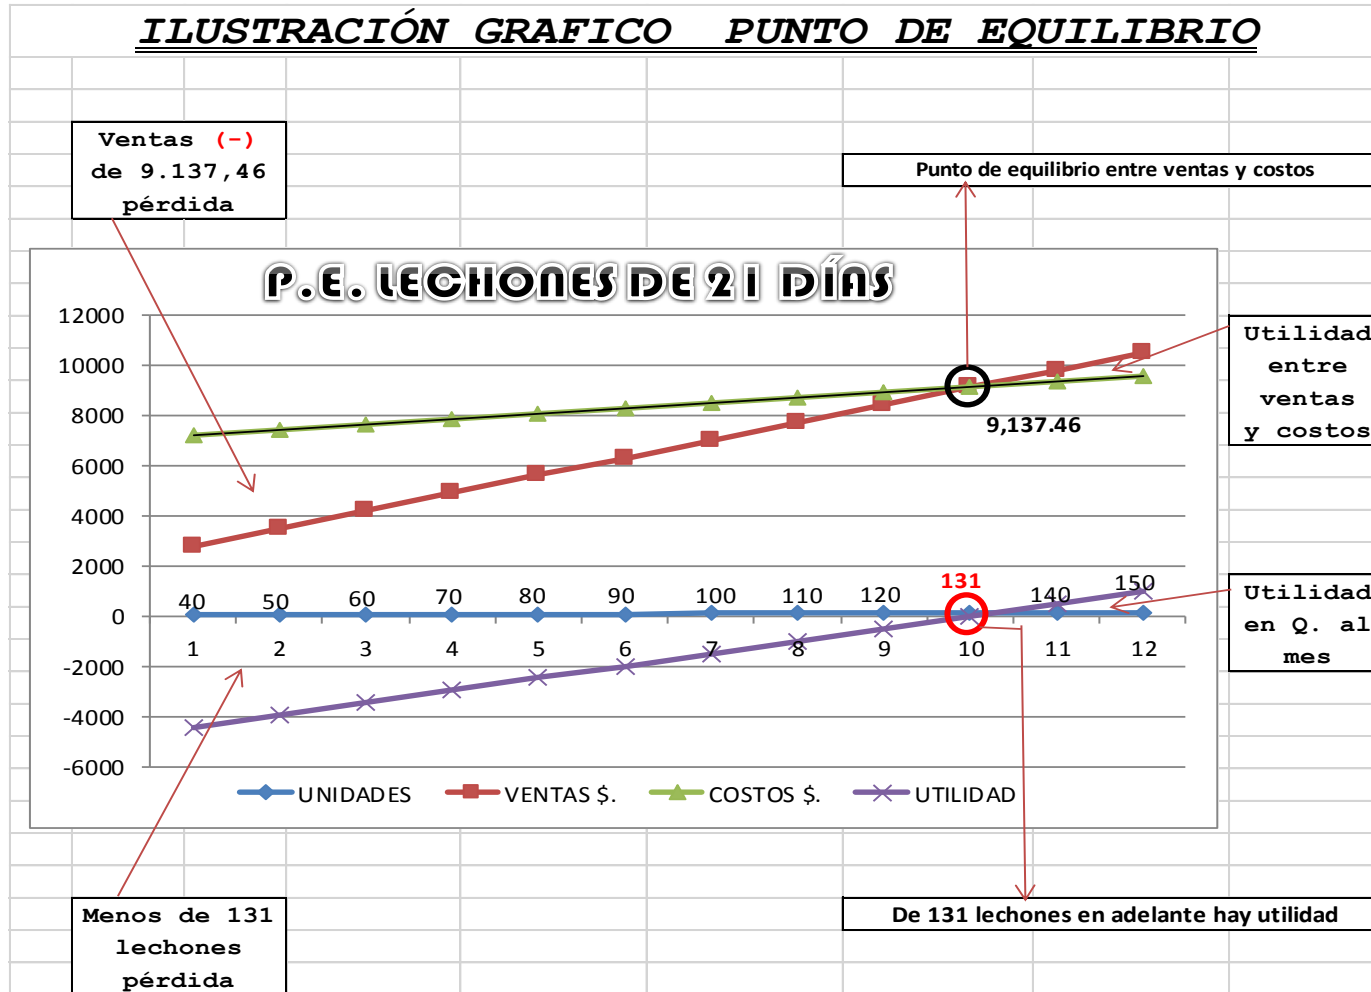 ILUSTRACIÓN GRAFICO PUNTO DE EQUILIBRIO
Ventas (-)
de 9.137,46
pérdida
Punto de equilibrio entre ventas y costos
P.E. LECHONES DE 21 DÍAS
12000
10000
8000
6000
4000
2000
0
-2000
-4000
-6000
9,137.46
Utilidad
entre
ventas
y costos
40 50 60 70 80 90 100 110 120 131 140 150
1 2 3 4 5 6 7 8 9 10 11 12
Utilidad
en Q. al
mes
UNIDADES VENTAS $. COSTOS $. UTILIDAD
Menos de 131
lechones
pérdida
De 131 lechones en adelante hay utilidad